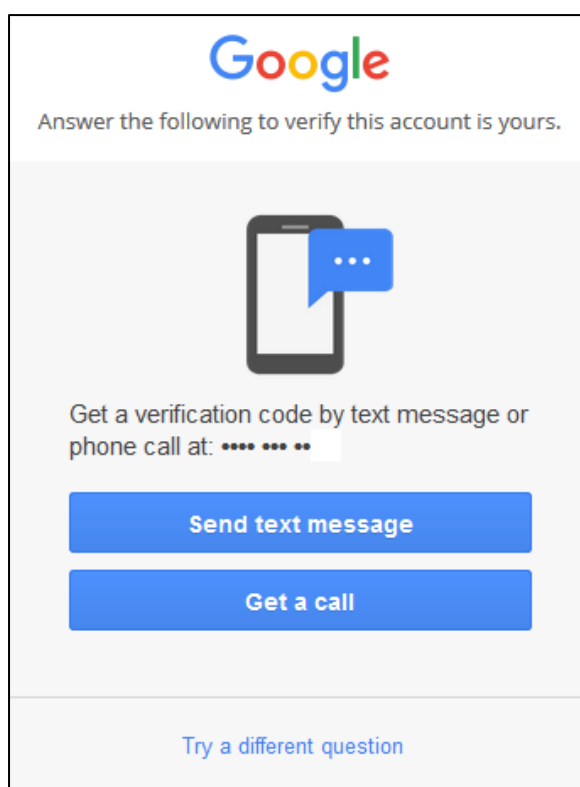 Google
Answer the following to verify this account is yours.
Get a verification code by text message or
phone call at: •••• ••• ••
Send text message
Get a call
Try a different question